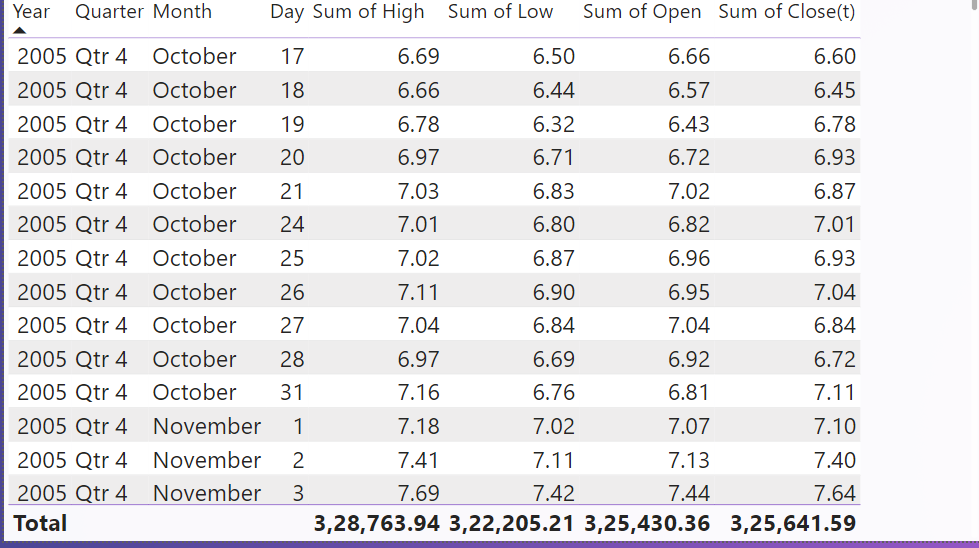 Year Quarter Month Day Sum of High Sum of Low Sum of Open Sum of Close(t)
2005 Qtr 4 October 17 6.69 6.50 6.66 6.60
2005 Qtr 4 October 18 6.66 6.44 6.57 6.45
2005 Qtr 4 October 19 6.78 6.32 6.43 6.78
2005 Qtr 4 October 20 6.97 6.71 6.72 6.93
2005 Qtr 4 October 21 7.03 6.83 7.02 6.87
2005 Qtr 4 October 24 7.01 6.80 6.82 7.01
2005 Qtr 4 October 25 7.02 6.87 6.96 6.93
2005 Qtr 4 October 26 7.11 6.90 6.95 7.04
2005 Qtr 4 October 27 7.04 6.84 7.04 6.84
2005 Qtr 4 October 28 6.97 6.69 6.92 6.72
2005 Qtr 4 October 31 7.16 6.76 6.81 7.11
2005 Qtr 4 November 1 7.18 7.02 7.07 7.10
2005 Qtr 4 November 2 7.41 7.11 7.13 7.40
2005 Qtr 4 November 3 7.69 7.42 7.44 7.64
Total 3,28,763.94 3,22,205.21 3,25,430.36 3,25,641.59